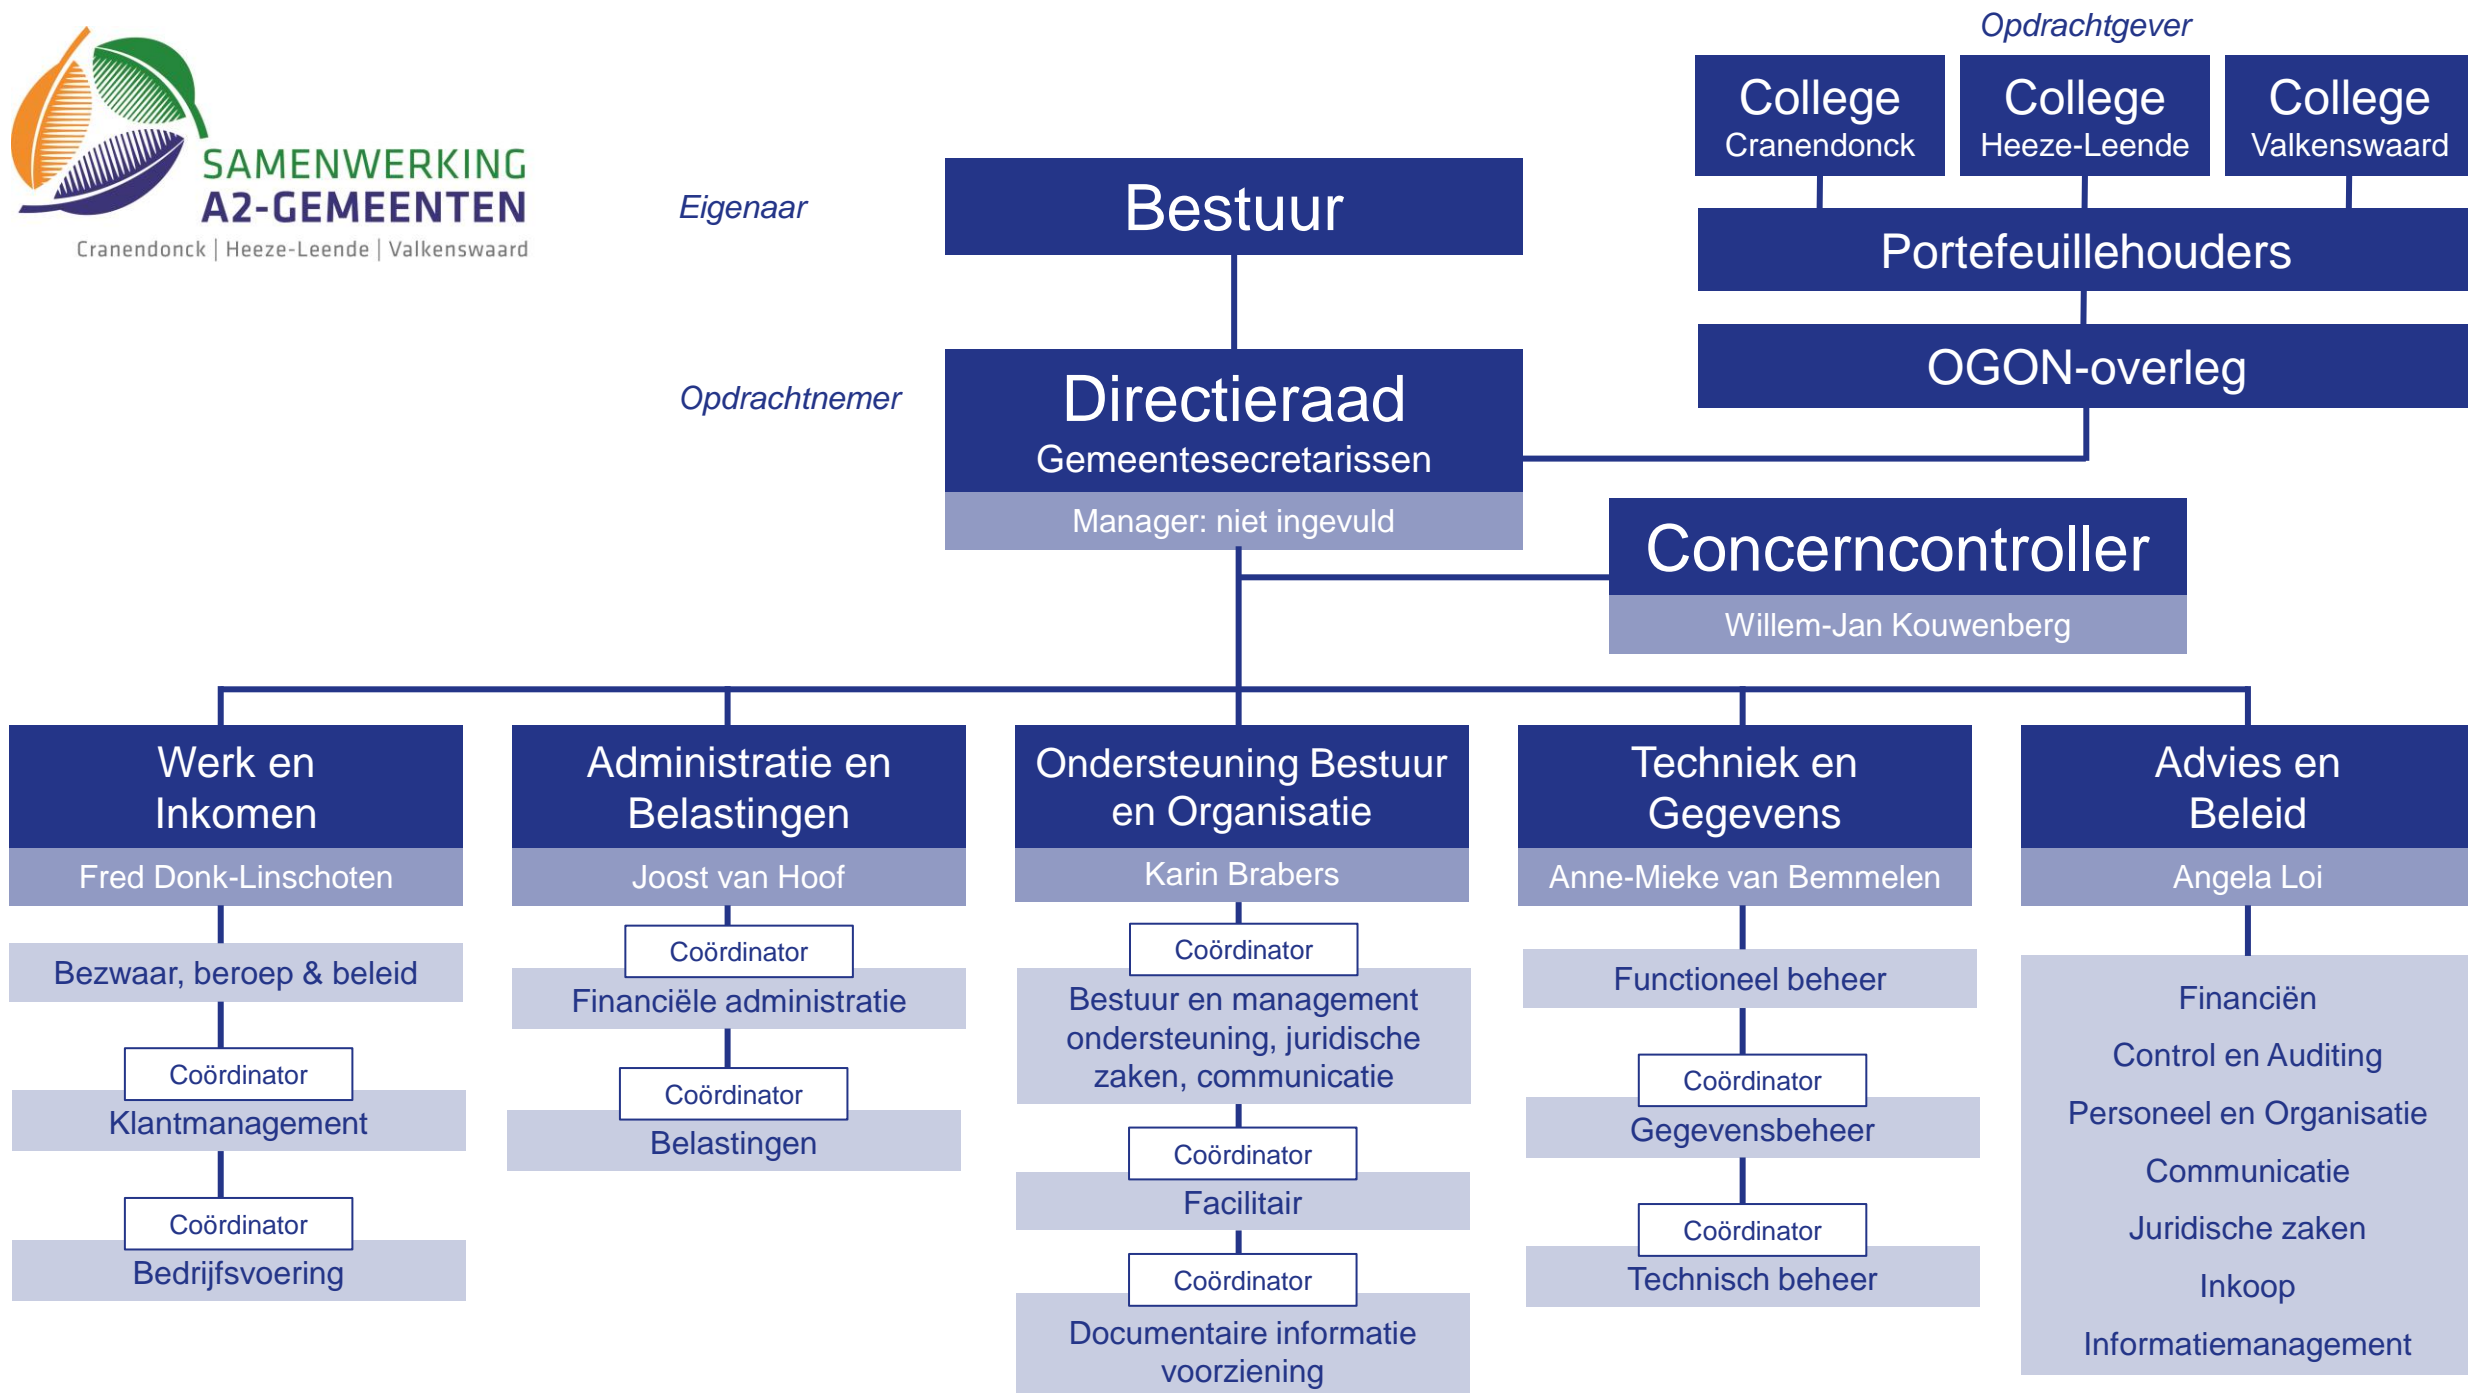 SAMENWERKING
A2-GEMEENTEN
Cranendonck | Heeze-Leende | Valkenswaard
Opdrachtgever
College
Cranendonck
College
Heeze-Leende
College
Valkenswaard
Portefeuillehouders
OGON-overleg
Eigenaar
Bestuur
Opdrachtnemer
Directieraad
Gemeentesecretarissen
Manager: niet ingevuld
Concerncontroller
Willem-Jan Kouwenberg
Werk en
Inkomen
Fred Donk-Linschoten
Bezwaar, beroep & beleid
Coördinator
Klantmanagement
Coördinator
Bedrijfsvoering
Administratie en
Belastingen
Joost van Hoof
Coördinator
Financiële administratie
Coördinator
Belastingen
Ondersteuning Bestuur
en Organisatie
Karin Brabers
Coördinator
Bestuur en management
ondersteuning, juridische
zaken, communicatie
Coördinator
Facilitair
Coördinator
Documentaire informatie
voorziening
Techniek en
Gegevens
Anne-Mieke van Bemmelen
Functioneel beheer
Coördinator
Gegevensbeheer
Coördinator
Technisch beheer
Advies en
Beleid
Angela Loi
Financiën
Control en Auditing
Personeel en Organisatie
Communicatie
Juridische zaken
Inkoop
Informatiemanagement